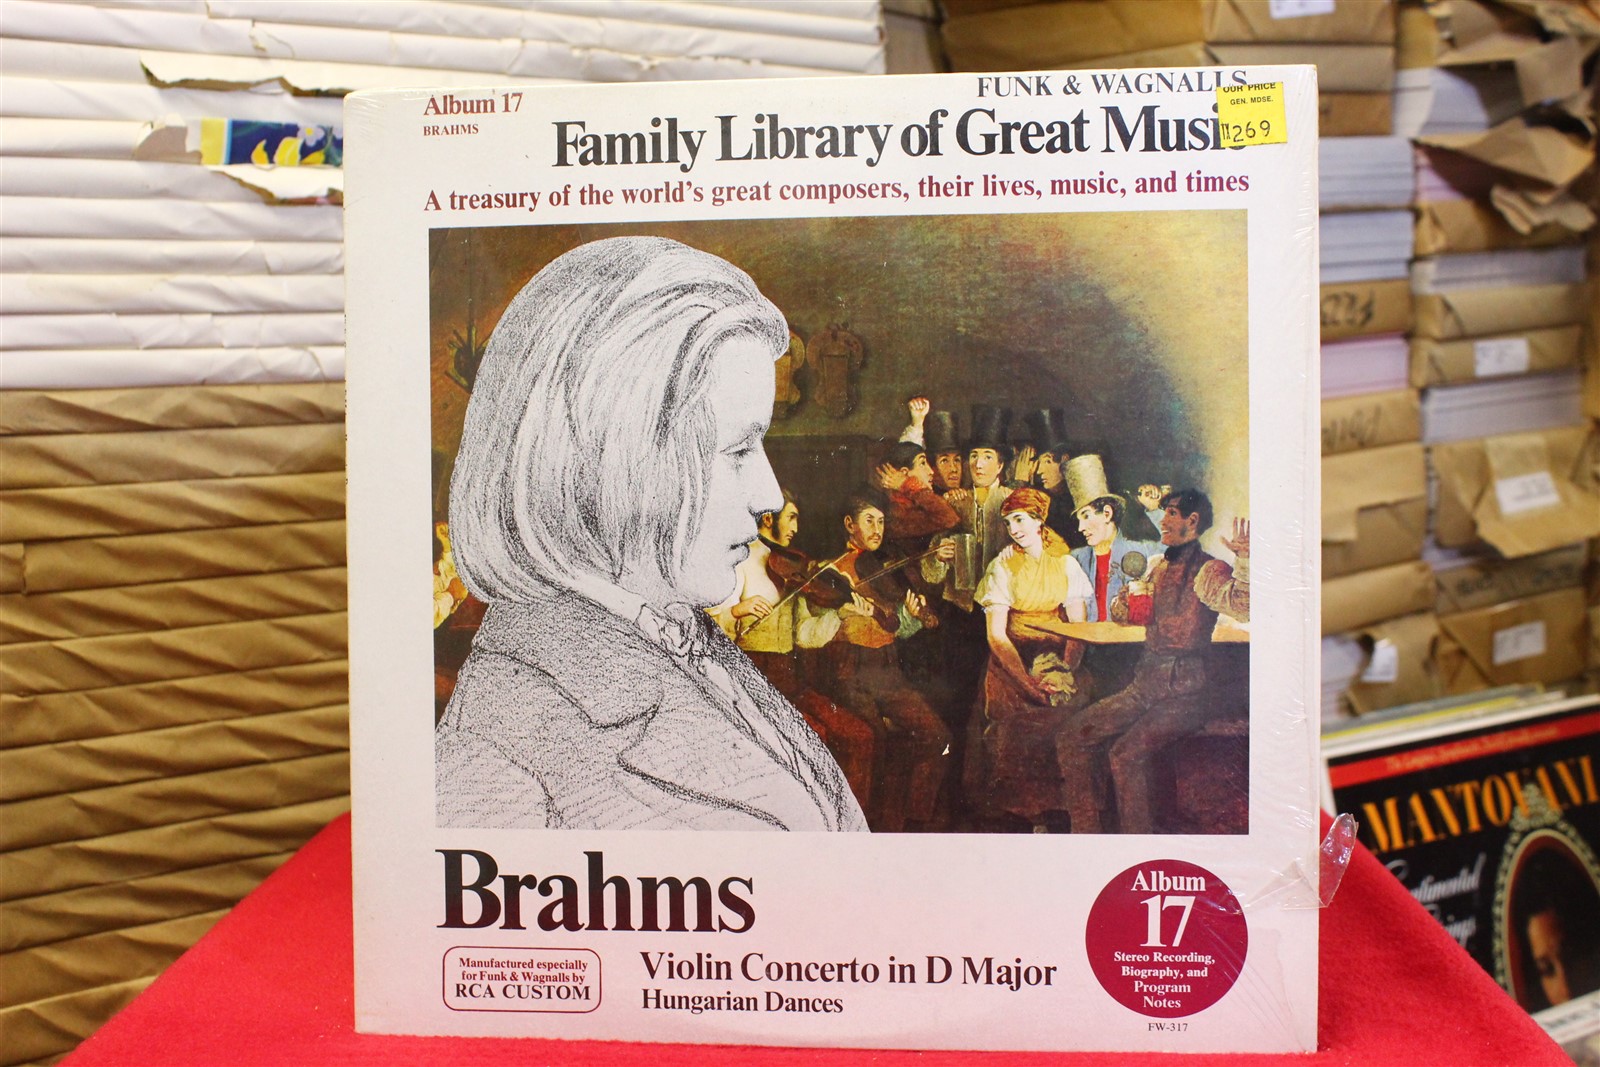 Album 17
BRAHMS
FUNK & WAGNALLS
Family Library of Great Music
A treasury of the world's great composers, their lives, music, and times
OUR PRICE
GEN. MDSE.
269
Brahms
Manufactured especially
for Funk & Wagnalls by
RCA CUSTOM
Violin Concerto in D Major
Hungarian Dances
Album
17
Stereo Recording,
Biography, and
Program
Notes
FW-317
MANTOVANI